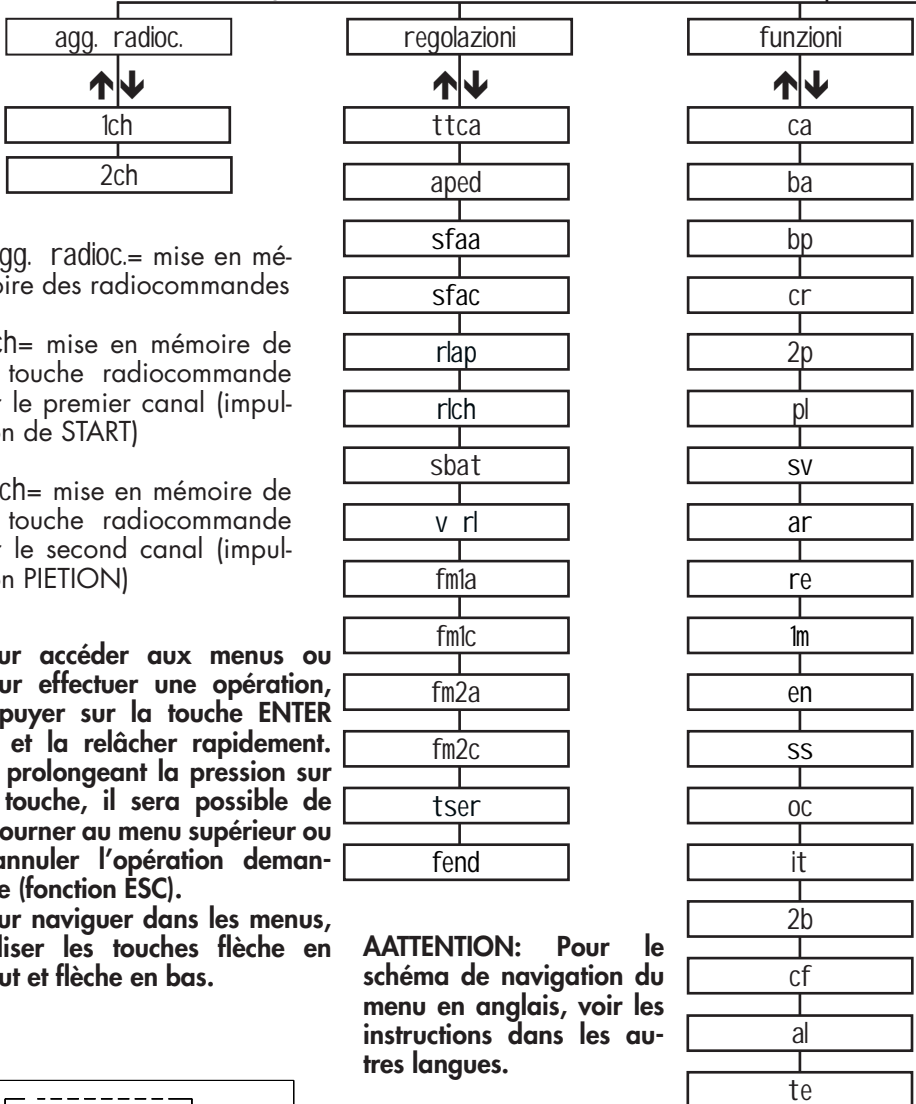 agg. radioc.
1ch
2ch
gg. radioc.= mise en mé-
oire des radiocommandes
ch= mise en mémoire de
touche radiocommande
r le premier canal (impul-
on de START)
ch= mise en mémoire de
touche radiocommande
r le second canal (impul-
on PIETION)
ur accéder aux menus ou
ur effectuer une opération,
puyer sur la touche ENTER
et la relâcher rapidement.
prolongeant la pression sur
touche, il sera possible de
ourner au menu supérieur ou
annuler l'opération deman-
e (fonction ESC).
ur naviguer dans les menus,
liser les touches flèche en
ut et flèche en bas.
regolazioni
ttca
aped
sfaa
sfac
rlap
rlch
sbat
v rl
fm1a
fm1c
fm2a
fm2c
tser
fend
AATTENTION: Pour le
schéma de navigation du
menu en anglais, voir les
instructions dans les au-
tres langues.
funzioni
ca
ba
bp
cr
2p
pl
sv
ar
re
1m
en
ss
oc
it
2b
cf
al
te